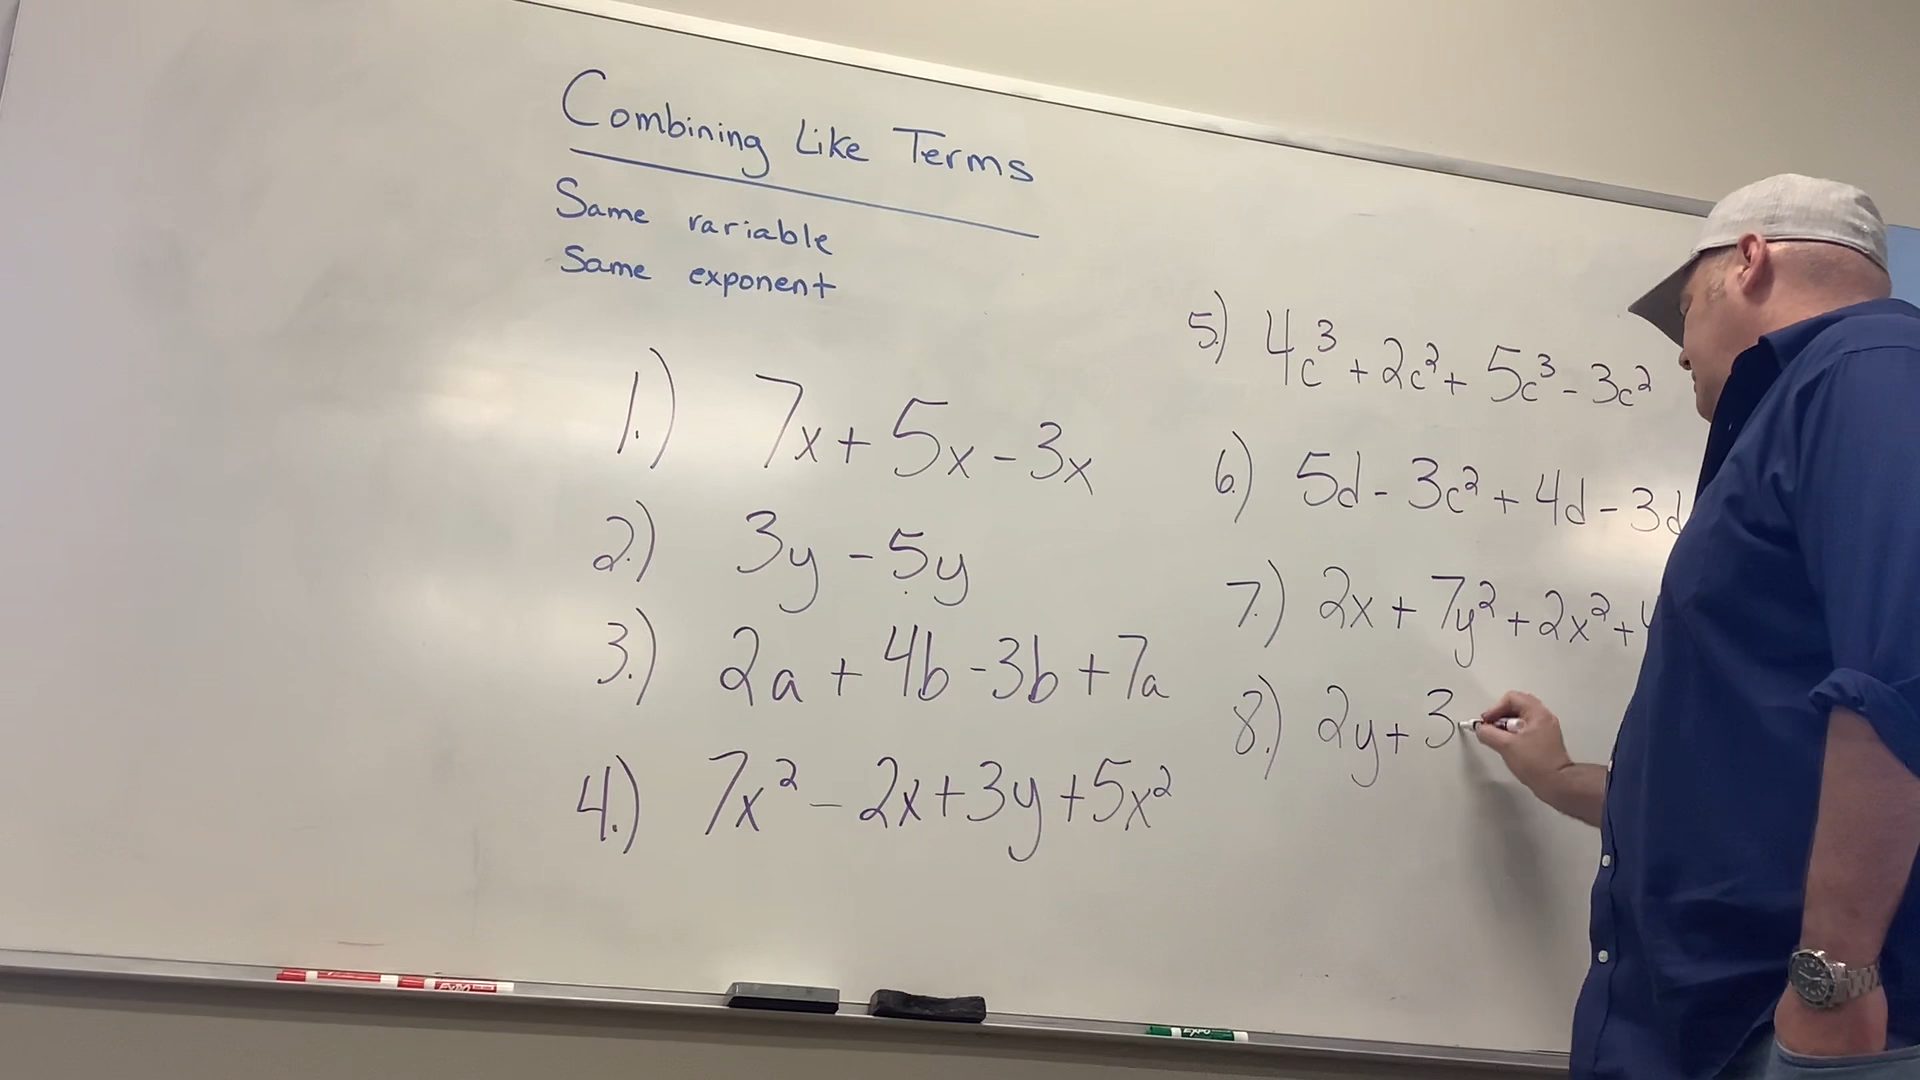 Combining Like Terms
Same variable
Same exponent
1.) 7x + 5x - 3x
2.) 3y - 5y
3.) 2a + 4b - 3b + 7a
4.) 7x² - 2x + 3y + 5x²
5.) 4c³ + 2c² + 5c³ - 3c²
6.) 5d - 3c² + 4d - 3d
7.) 2x + 7y² + 2x² +
8.) 2y + 3
EXPO
EXPO